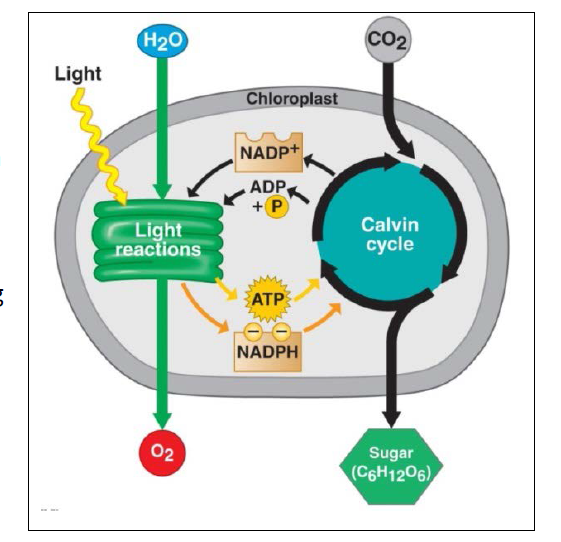 H₂O
CO₂
Light
Chloroplast
NADP⁺
ADP
+ P
Light
reactions
Calvin
cycle
ATP
− −
NADPH
O₂
Sugar
(C₆H₁₂O₆)